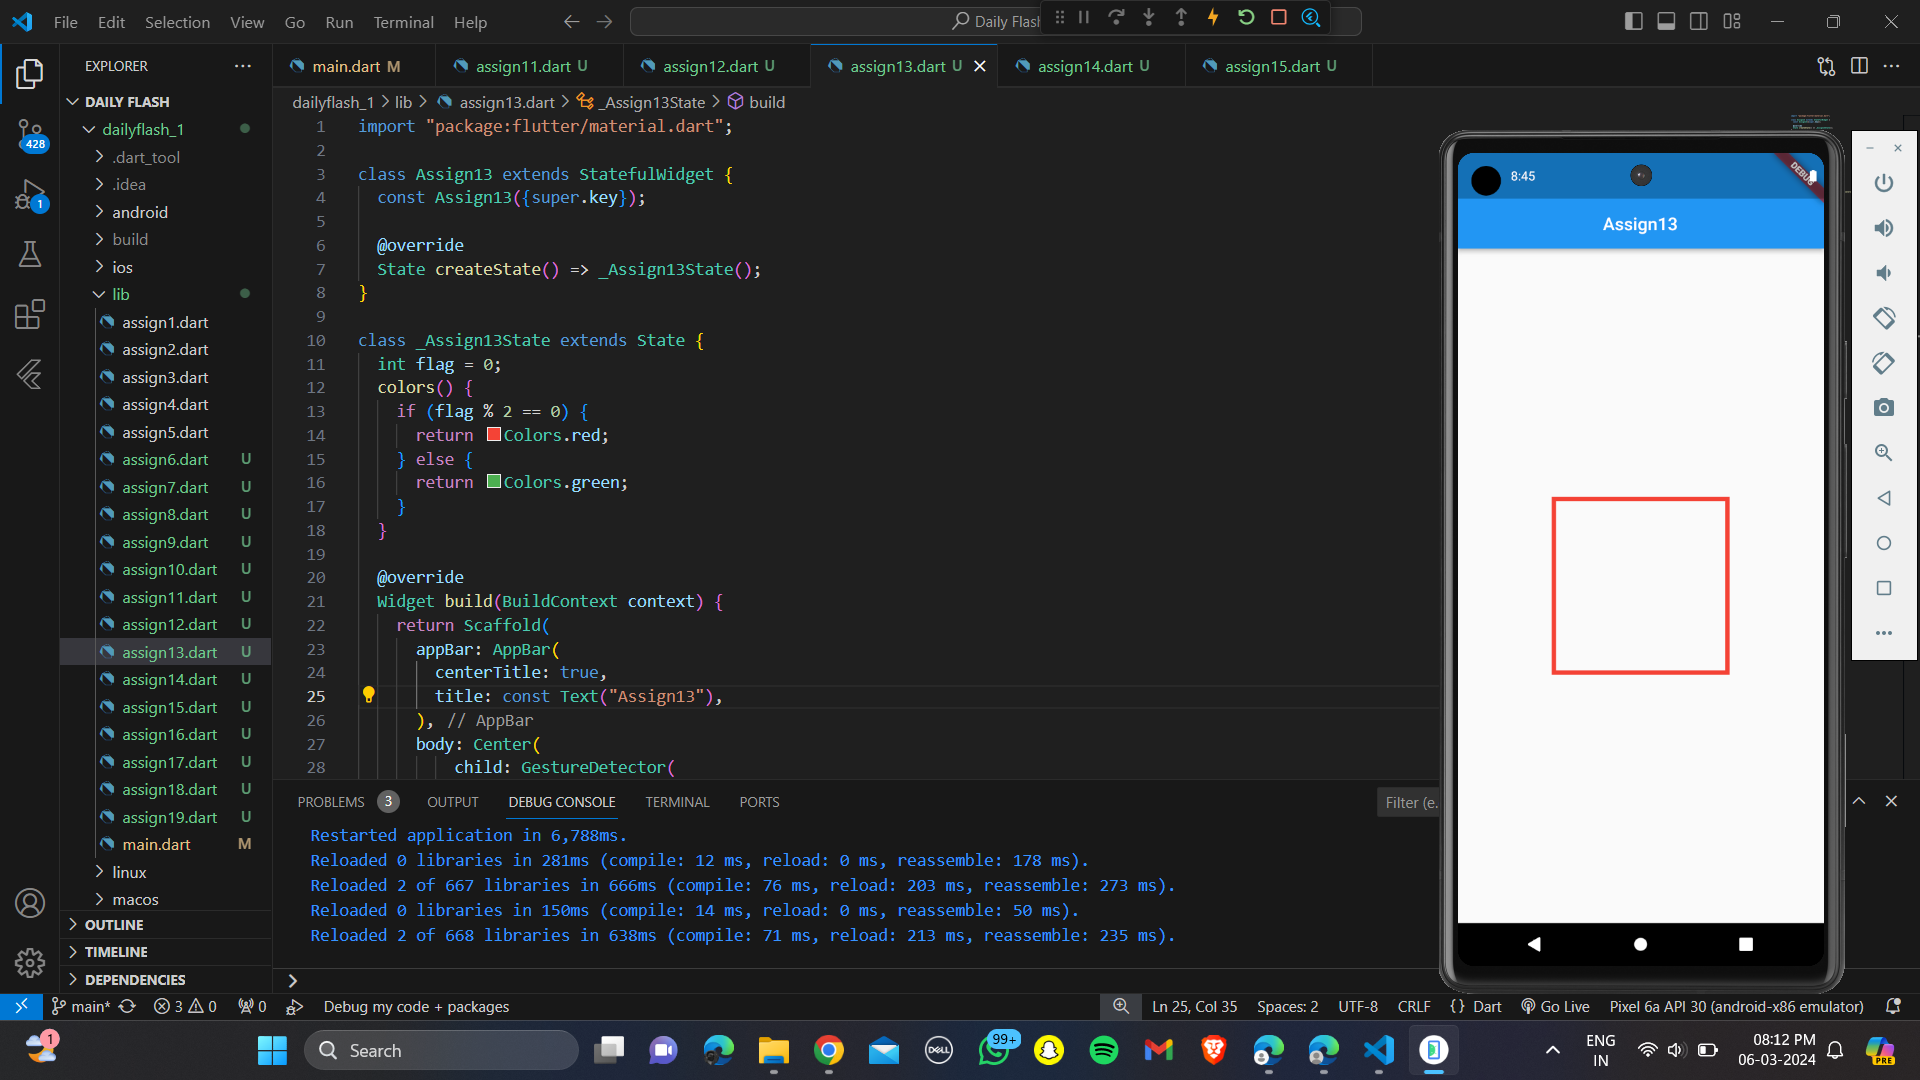 File Edit Selection View Go Run Terminal Help
Daily Flash
EXPLORER
main.dart M
assign11.dart U
assign12.dart U
assign13.dart U
assign14.dart U
assign15.dart U
DAILY FLASH
dailyflash_1 > lib > assign13.dart > _Assign13State > build
dailyflash_1
.dart_tool
.idea
android
build
ios
lib
assign1.dart
assign2.dart
assign3.dart
assign4.dart
assign5.dart
assign6.dart U
assign7.dart U
assign8.dart U
assign9.dart U
assign10.dart U
assign11.dart U
assign12.dart U
assign13.dart U
assign14.dart U
assign15.dart U
assign16.dart U
assign17.dart U
assign18.dart U
assign19.dart U
main.dart M
linux
macos
OUTLINE
TIMELINE
DEPENDENCIES
428
1
1 import "package:flutter/material.dart";
2
3 class Assign13 extends StatefulWidget {
4 const Assign13({super.key});
5
6 @override
7 State createState() => _Assign13State();
8 }
9
10 class _Assign13State extends State {
11 int flag = 0;
12 colors() {
13 if (flag % 2 == 0) {
14 return Colors.red;
15 } else {
16 return Colors.green;
17 }
18 }
19
20 @override
21 Widget build(BuildContext context) {
22 return Scaffold(
23 appBar: AppBar(
24 centerTitle: true,
25 title: const Text("Assign13"),
26 ), // AppBar
27 body: Center(
28 child: GestureDetector(
8:45
DEBUG
Assign13
PROBLEMS 3 OUTPUT DEBUG CONSOLE TERMINAL PORTS
Filter (e.
Restarted application in 6,788ms.
Reloaded 0 libraries in 281ms (compile: 12 ms, reload: 0 ms, reassemble: 178 ms).
Reloaded 2 of 667 libraries in 666ms (compile: 76 ms, reload: 203 ms, reassemble: 273 ms).
Reloaded 0 libraries in 150ms (compile: 14 ms, reload: 0 ms, reassemble: 50 ms).
Reloaded 2 of 668 libraries in 638ms (compile: 71 ms, reload: 213 ms, reassemble: 235 ms).
main* 3 0 0 Debug my code + packages Ln 25, Col 35 Spaces: 2 UTF-8 CRLF {} Dart Go Live Pixel 6a API 30 (android-x86 emulator)
1
Search
DELL
99+
ENG
IN
08:12 PM
06-03-2024
PRE